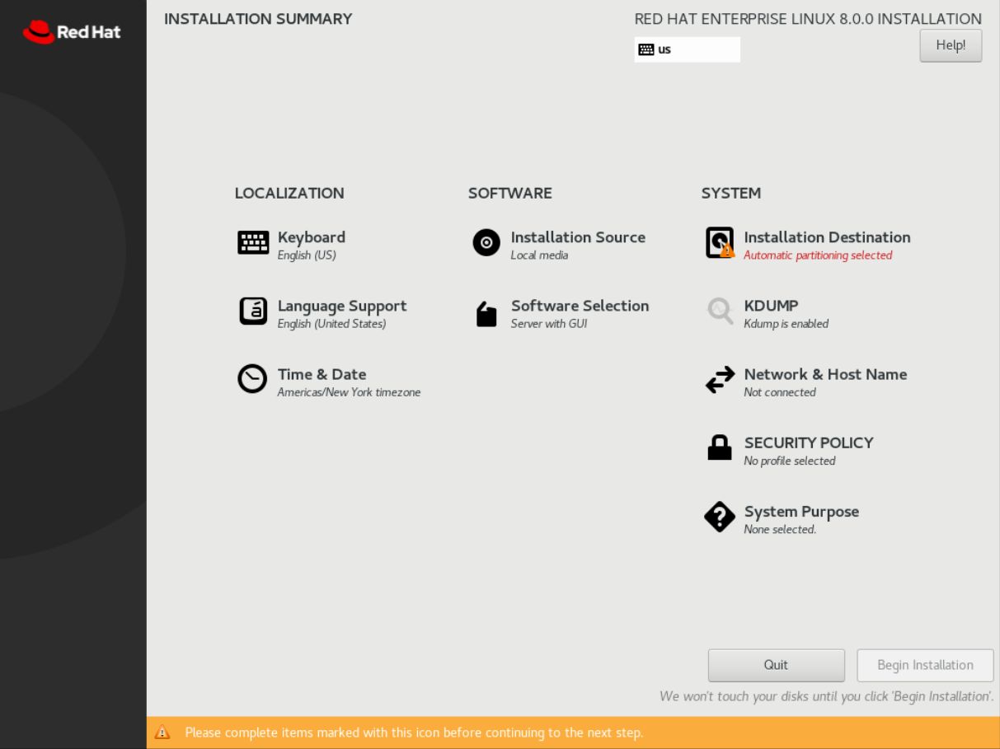 Red Hat
INSTALLATION SUMMARY
RED HAT ENTERPRISE LINUX 8.0.0 INSTALLATION
us
Help!
LOCALIZATION
Keyboard
English (US)
Language Support
English (United States)
Time & Date
Americas/New York timezone
SOFTWARE
Installation Source
Local media
Software Selection
Server with GUI
SYSTEM
Installation Destination
Automatic partitioning selected
KDUMP
Kdump is enabled
Network & Host Name
Not connected
SECURITY POLICY
No profile selected
System Purpose
None selected.
Quit
Begin Installation
We won't touch your disks until you click 'Begin Installation'.
Please complete items marked with this icon before continuing to the next step.